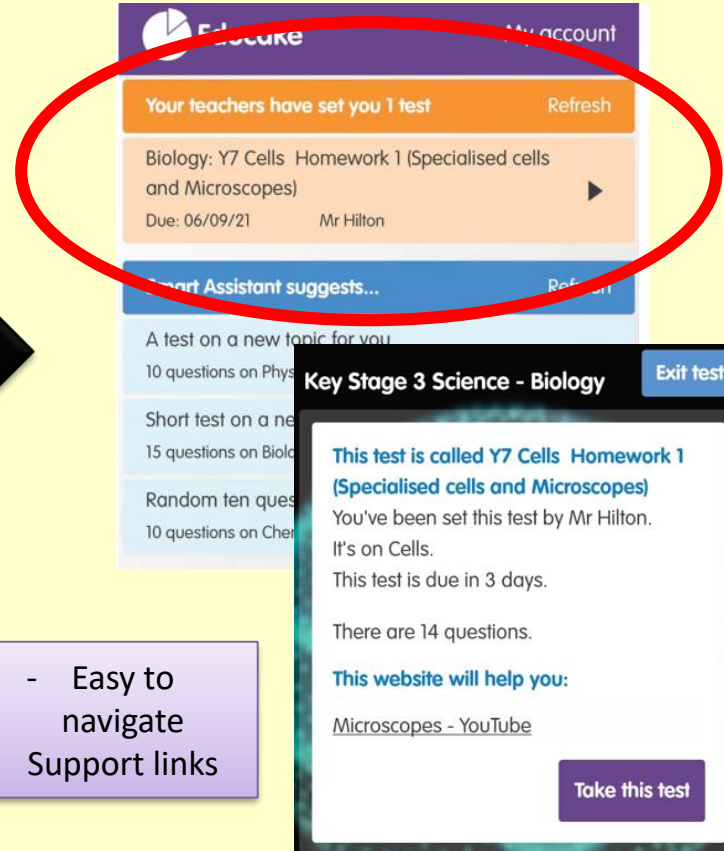 Educake My account
Your teachers have set you 1 test Refresh
Biology: Y7 Cells Homework 1 (Specialised cells
and Microscopes)
Due: 06/09/21 Mr Hilton
Smart Assistant suggests... Refresh
A test on a new topic for you
10 questions on
Short test on a
15 questions on
Random ten
10 questions on
Key Stage 3 Science - Biology Exit test
This test is called Y7 Cells Homework 1
(Specialised cells and Microscopes)
You've been set this test by Mr Hilton.
It's on Cells.
This test is due in 3 days.
There are 14 questions.
This website will help you:
Microscopes - YouTube
Take this test
- Easy to
navigate
Support links